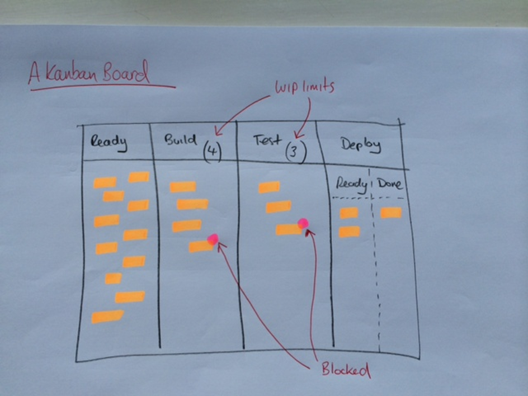 A Kanban Board
WIP limits
Ready Build (4) Test (3) Deploy
Ready Done
Blocked